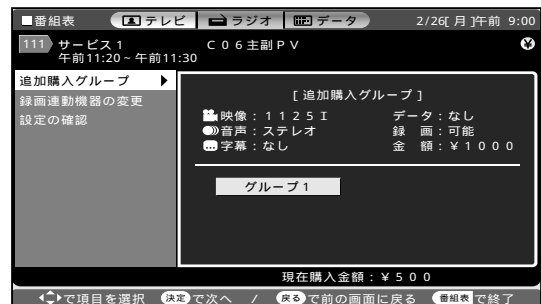 ■番組表 テレビ ラジオ データ 2/26[月]午前 9:00
111 サービス1 C06主副PV ¥
午前11:20~午前11:30
追加購入グループ
録画連動機器の変更
設定の確認
[追加購入グループ]
映像:1125I データ:なし
音声:ステレオ 録 画:可能
字幕:なし 金 額:¥1000
グループ1
現在購入金額:¥500
で項目を選択 決定で次へ / 戻るで前の画面に戻る 番組表で終了